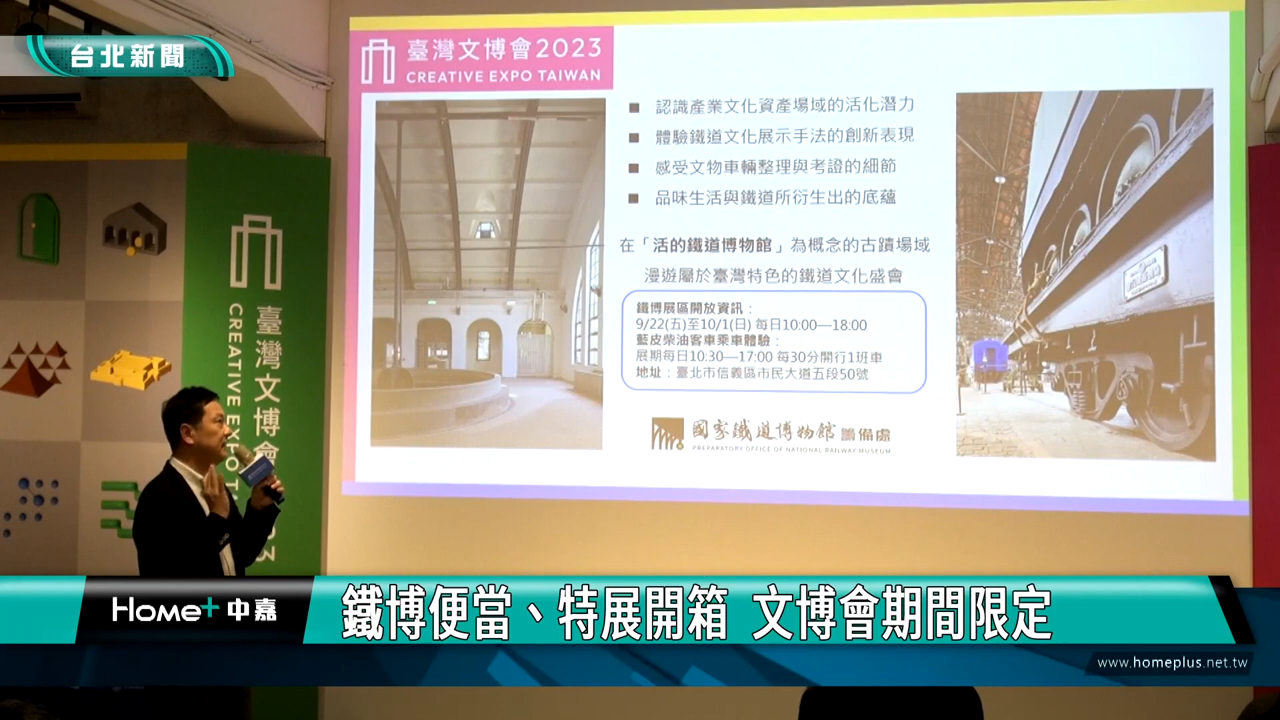 台北新聞
臺灣文博會2023
CREATIVE EXPO TAIWAN
■ 認識產業文化資產場域的活化潛力
■ 體驗鐵道文化展示手法的創新表現
■ 感受文物車輛整理與考證的細節
■ 品味生活與鐵道所衍生出的底蘊
在「活的鐵道博物館」為概念的古蹟場域
漫遊屬於臺灣特色的鐵道文化盛會
鐵博展區開放資訊：
9/22(五)至10/1(日) 每日10:00—18:00
藍皮柴油客車乘車體驗：
展期每日10:30—17:00 每30分開行1班車
地址：臺北市信義區市民大道五段50號
國家鐵道博物館籌備處
PREPARATORY OFFICE OF NATIONAL RAILWAY MUSEUM
臺灣文博會
CREATIVE EXPO T
Home+ 中嘉
鐵博便當、特展開箱 文博會期間限定
www.homeplus.net.tw